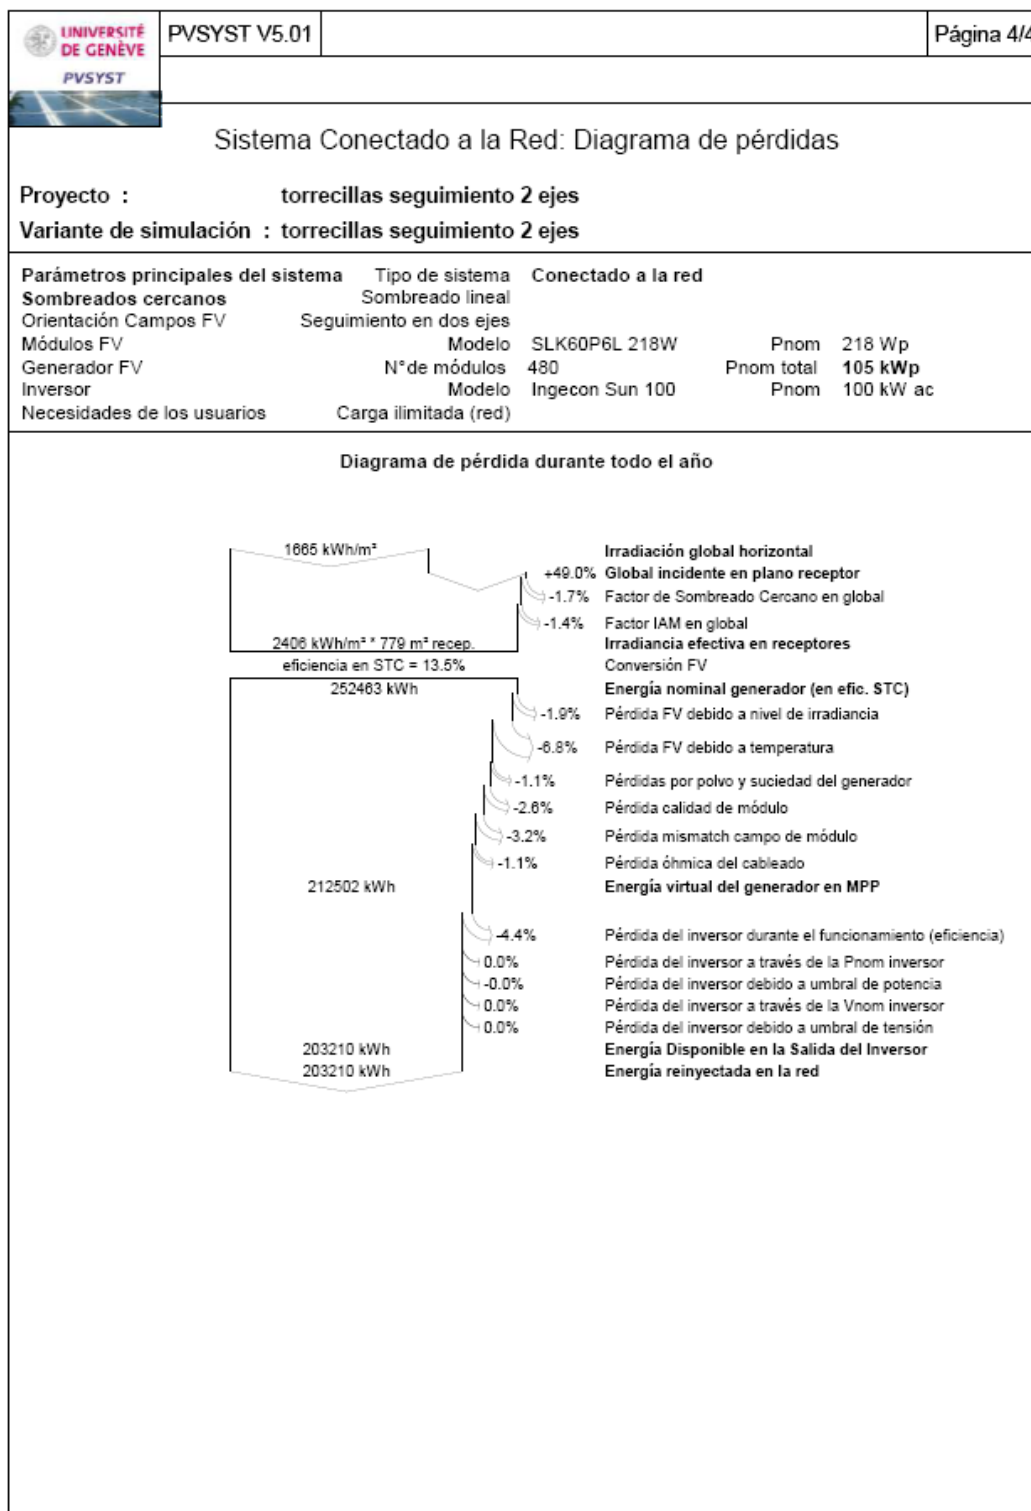 UNIVERSITÉ
DE GENÈVE
PVSYST
PVSYST V5.01
Página 4/4
Sistema Conectado a la Red: Diagrama de pérdidas
Proyecto : torrecillas seguimiento 2 ejes
Variante de simulación : torrecillas seguimiento 2 ejes
Parámetros principales del sistema Tipo de sistema Conectado a la red
Sombreados cercanos Sombreado lineal
Orientación Campos FV Seguimiento en dos ejes
Módulos FV Modelo SLK60P6L 218W Pnom 218 Wp
Generador FV N°de módulos 480 Pnom total 105 kWp
Inversor Modelo Ingecon Sun 100 Pnom 100 kW ac
Necesidades de los usuarios Carga ilimitada (red)
Diagrama de pérdida durante todo el año
1665 kWh/m² Irradiación global horizontal
+49.0% Global incidente en plano receptor
-1.7% Factor de Sombreado Cercano en global
-1.4% Factor IAM en global
2406 kWh/m² * 779 m² recep. Irradiancia efectiva en receptores
eficiencia en STC = 13.5% Conversión FV
252463 kWh Energía nominal generador (en efic. STC)
-1.9% Pérdida FV debido a nivel de irradiancia
-6.8% Pérdida FV debido a temperatura
-1.1% Pérdidas por polvo y suciedad del generador
-2.6% Pérdida calidad de módulo
-3.2% Pérdida mismatch campo de módulo
-1.1% Pérdida óhmica del cableado
212502 kWh Energía virtual del generador en MPP
-4.4% Pérdida del inversor durante el funcionamiento (eficiencia)
0.0% Pérdida del inversor a través de la Pnom inversor
-0.0% Pérdida del inversor debido a umbral de potencia
0.0% Pérdida del inversor a través de la Vnom inversor
0.0% Pérdida del inversor debido a umbral de tensión
203210 kWh Energía Disponible en la Salida del Inversor
203210 kWh Energía reinyectada en la red